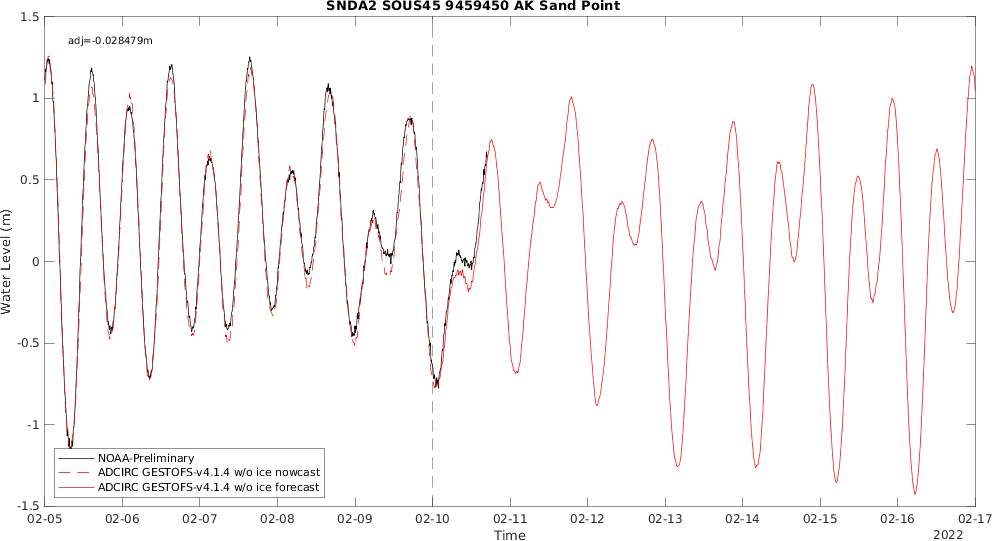 SNDA2 SOUS45 9459450 AK Sand Point
adj=-0.028479m
Water Level (m)
1.5
1
0.5
0
-0.5
-1
-1.5
NOAA-Preliminary
ADCIRC GESTOFS-v4.1.4 w/o ice nowcast
ADCIRC GESTOFS-v4.1.4 w/o ice forecast
02-05 02-06 02-07 02-08 02-09 02-10 02-11 02-12 02-13 02-14 02-15 02-16 02-17
Time
2022